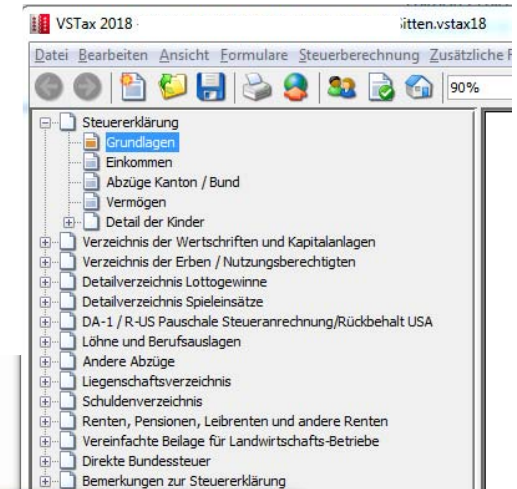 VSTax 2018 - Sitten.vstax18
Datei Bearbeiten Ansicht Formulare Steuerberechnung Zusätzliche
90%
Steuererklärung
Grundlagen
Einkommen
Abzüge Kanton / Bund
Vermögen
Detail der Kinder
Verzeichnis der Wertschriften und Kapitalanlagen
Verzeichnis der Erben / Nutzungsberechtigten
Detailverzeichnis Lottogewinne
Detailverzeichnis Spieleinsätze
DA-1 / R-US Pauschale Steueranrechnung/Rückbehalt USA
Löhne und Berufsauslagen
Andere Abzüge
Liegenschaftsverzeichnis
Schuldenverzeichnis
Renten, Pensionen, Leibrenten und andere Renten
Vereinfachte Beilage für Landwirtschafts-Betriebe
Direkte Bundessteuer
Bemerkungen zur Steuererklärung